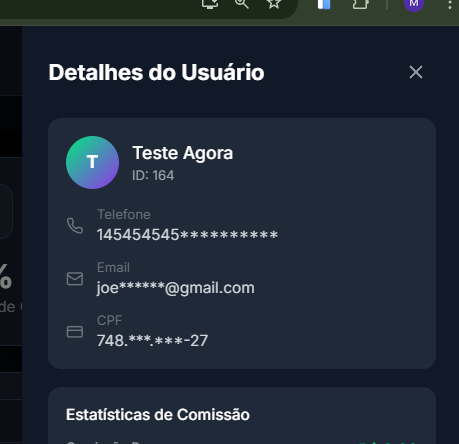 M
Detalhes do Usuário
T
Teste Agora
ID: 164
Telefone
145454545**********
Email
joe******@gmail.com
CPF
748.***.***-27
%
de
Estatísticas de Comissão